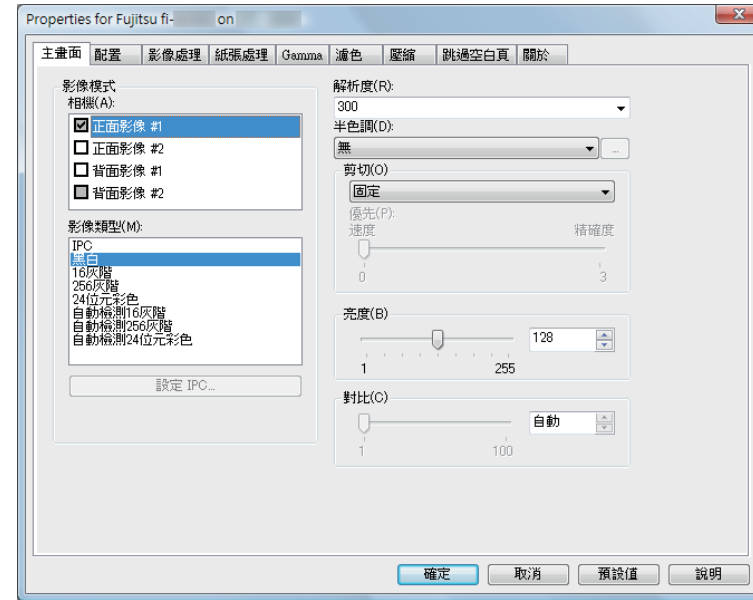 Properties for Fujitsu fi- on
主畫面 配置 影像處理 紙張處理 Gamma 濾色 壓縮 跳過空白頁 關於
影像模式
相機(A):
正面影像 #1
正面影像 #2
背面影像 #1
背面影像 #2
影像類型(M):
IPC
黑白
16灰階
256灰階
24位元彩色
自動檢測16灰階
自動檢測256灰階
自動檢測24位元彩色
設定 IPC...
解析度(R):
300
半色調(D):
無
...
剪切(O)
固定
優先(P):
速度 精確度
0 3
亮度(B)
128
1 255
對比(C)
自動
1 100
確定 取消 預設值 說明